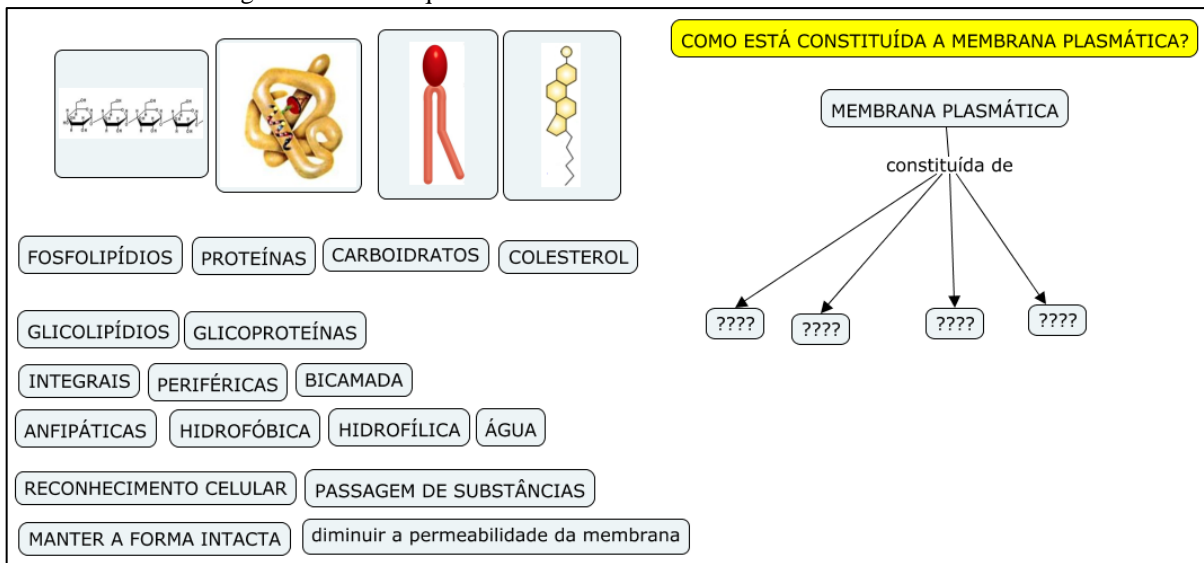 COMO ESTÁ CONSTITUÍDA A MEMBRANA PLASMÁTICA?
MEMBRANA PLASMÁTICA
constituída de
???? ???? ???? ????
FOSFOLIPÍDIOS PROTEÍNAS CARBOIDRATOS COLESTEROL
GLICOLIPÍDIOS GLICOPROTEÍNAS
INTEGRAIS PERIFÉRICAS BICAMADA
ANFIPÁTICAS HIDROFÓBICA HIDROFÍLICA ÁGUA
RECONHECIMENTO CELULAR PASSAGEM DE SUBSTÂNCIAS
MANTER A FORMA INTACTA diminuir a permeabilidade da membrana